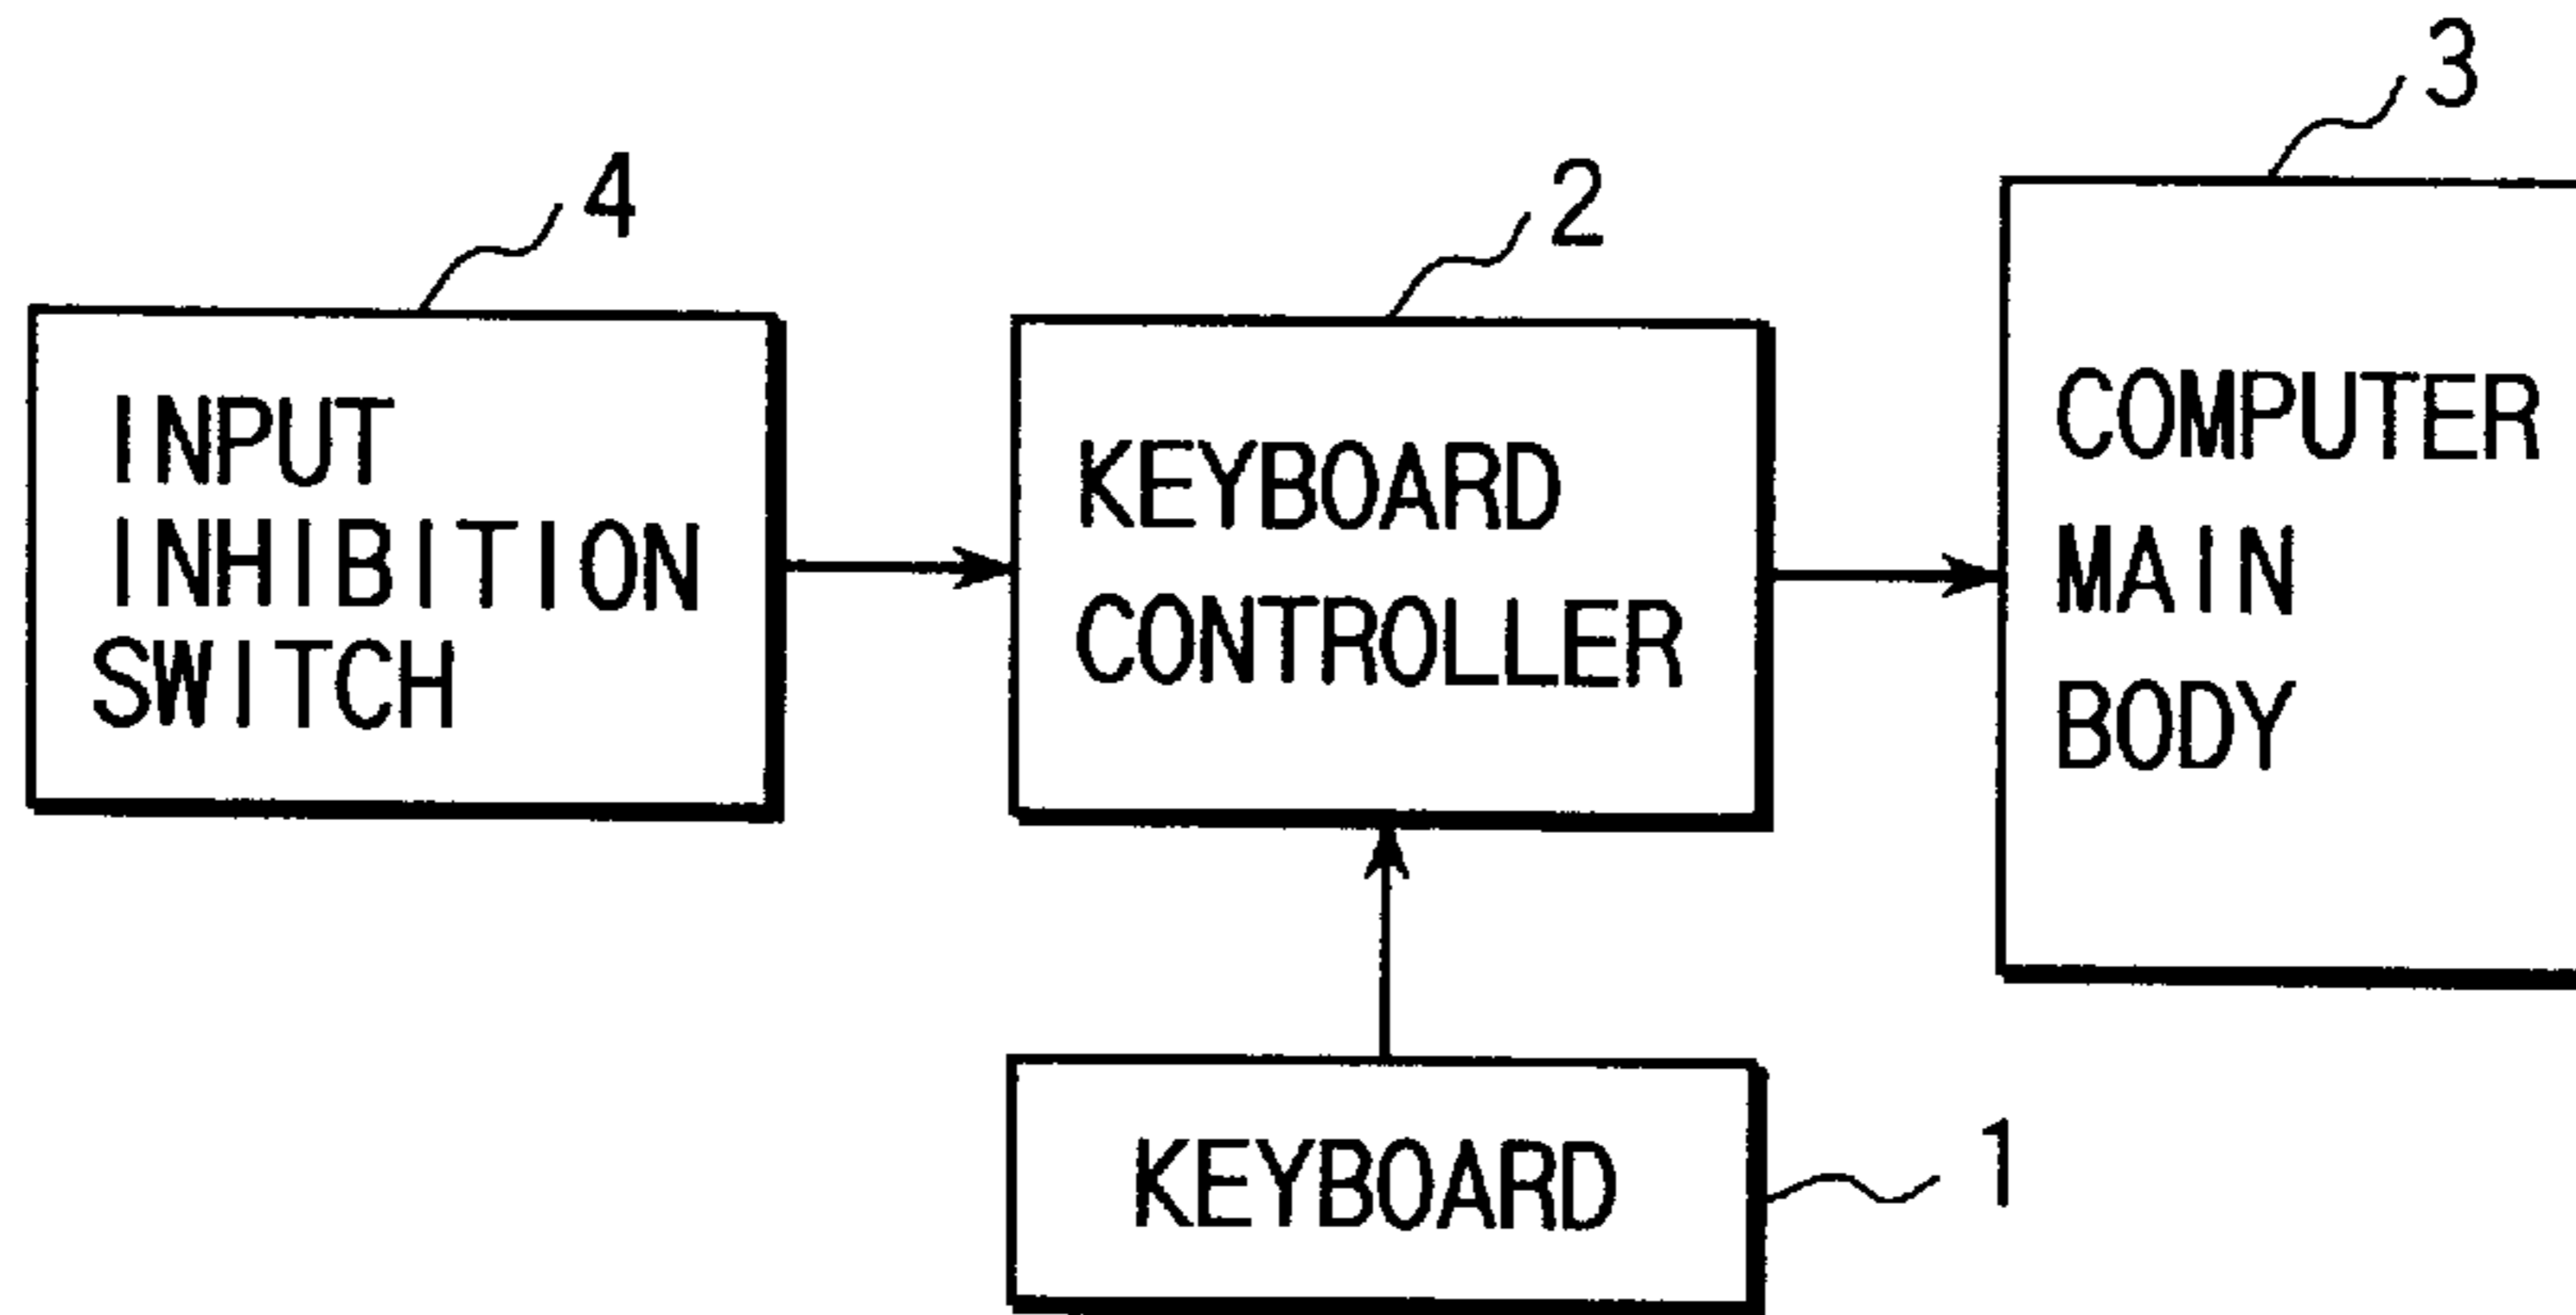 4
INPUT
INHIBITION
SWITCH
2
KEYBOARD
CONTROLLER
3
COMPUTER
MAIN
BODY
KEYBOARD
1